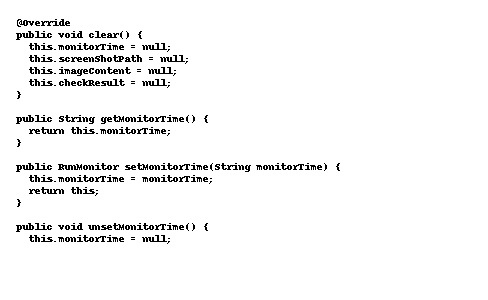 @Override
public void clear() {
  this.monitorTime = null;
  this.screenShotPath = null;
  this.imageContent = null;
  this.checkResult = null;
}

public String getMonitorTime() {
  return this.monitorTime;
}

public RunMonitor setMonitorTime(String monitorTime) {
  this.monitorTime = monitorTime;
  return this;
}

public void unsetMonitorTime() {
  this.monitorTime = null;